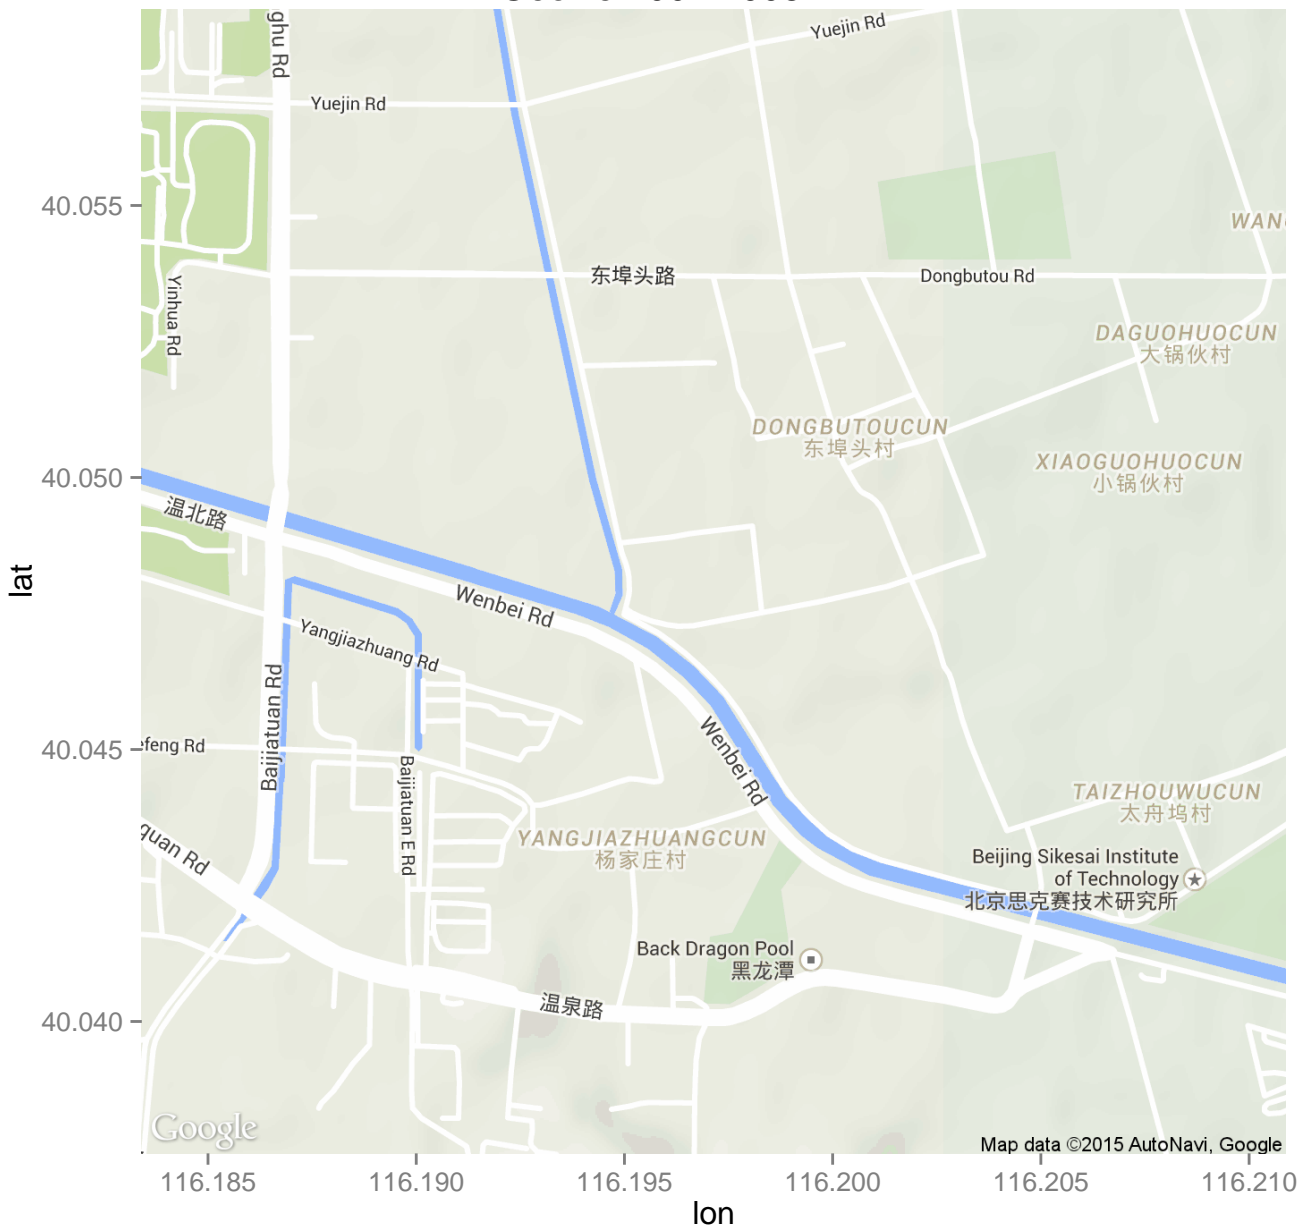 Yuejin Rd
ghu Rd
Yuejin Rd
40.055
WAN
东埠头路
Dongbutou Rd
Yinhua Rd
DAGUOHUOCUN
大锅伙村
DONGBUTOUCUN
东埠头村
XIAOGUOHUOCUN
小锅伙村
40.050
温北路
lat
Wenbei Rd
Yangjiazhuang Rd
Baijiatuan Rd
Wenbei Rd
40.045
efeng Rd
Baijiatuan E Rd
TAIZHOUWUCUN
太舟坞村
quan Rd
YANGJIAZHUANGCUN
杨家庄村
Beijing Sikesai Institute
of Technology
北京思克赛技术研究所
Back Dragon Pool
黑龙潭
温泉路
40.040
Google
Map data ©2015 AutoNavi, Google
116.185
116.190
116.195
116.200
116.205
116.210
lon